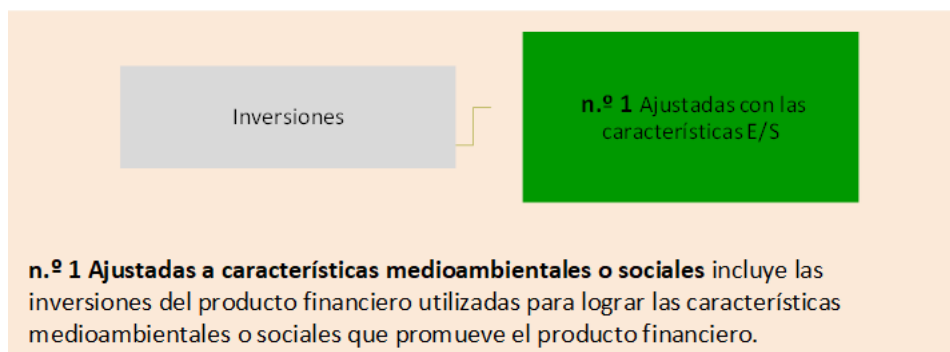 Inversiones
n.º 1 Ajustadas con las
características E/S
n.º 1 Ajustadas a características medioambientales o sociales incluye las
inversiones del producto financiero utilizadas para lograr las características
medioambientales o sociales que promueve el producto financiero.